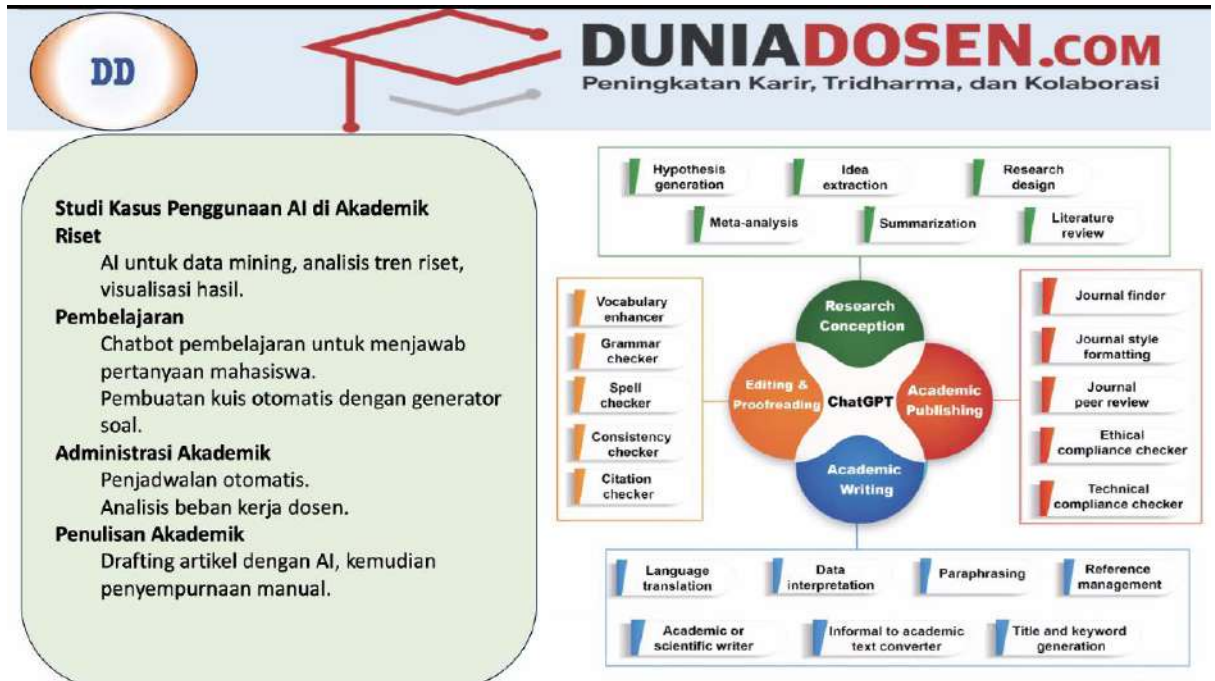 DD
DUNIADOSEN.COM
Peningkatan Karir, Tridharma, dan Kolaborasi
Studi Kasus Penggunaan AI di Akademik
Riset
AI untuk data mining, analisis tren riset,
visualisasi hasil.
Pembelajaran
Chatbot pembelajaran untuk menjawab
pertanyaan mahasiswa.
Pembuatan kuis otomatis dengan generator
soal.
Administrasi Akademik
Penjadwalan otomatis.
Analisis beban kerja dosen.
Penulisan Akademik
Drafting artikel dengan AI, kemudian
penyempurnaan manual.
Hypothesis
generation
Idea
extraction
Research
design
Meta-analysis
Summarization
Literature
review
Vocabulary
enhancer
Grammar
checker
Spell
checker
Consistency
checker
Citation
checker
Research
Conception
Editing &
Proofreading
ChatGPT
Academic
Publishing
Academic
Writing
Journal finder
Journal style
formatting
Journal
peer review
Ethical
compliance checker
Technical
compliance checker
Language
translation
Data
interpretation
Paraphrasing
Reference
management
Academic or
scientific writer
Informal to academic
text converter
Title and keyword
generation